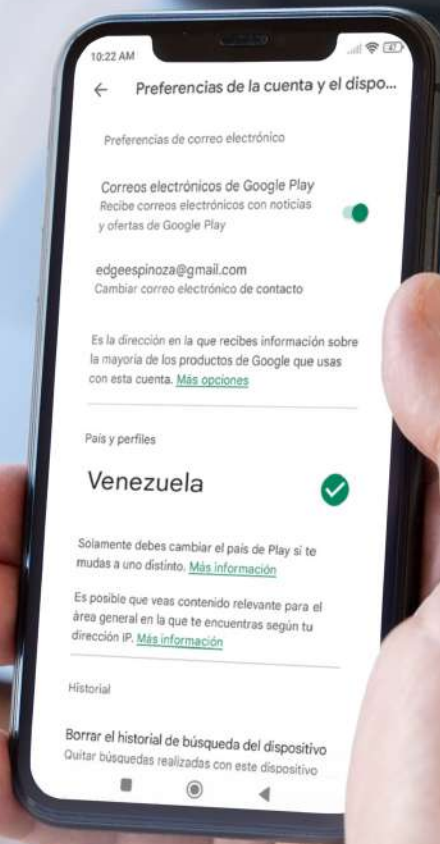 10:22 AM
Preferencias de la cuenta y el dispo...
Preferencias de correo electrónico
Correos electrónicos de Google Play
Recibe correos electrónicos con noticias
y ofertas de Google Play
edgeespinoza@gmail.com
Cambiar correo electrónico de contacto
Es la dirección en la que recibes información sobre
la mayoría de los productos de Google que usas
con esta cuenta. Más opciones
País y perfiles
Venezuela
Solamente debes cambiar el país de Play si te
mudas a uno distinto. Más información
Es posible que veas contenido relevante para el
área general en la que te encuentras según tu
dirección IP. Más información
Historial
Borrar el historial de búsqueda del dispositivo
Quitar búsquedas realizadas con este dispositivo